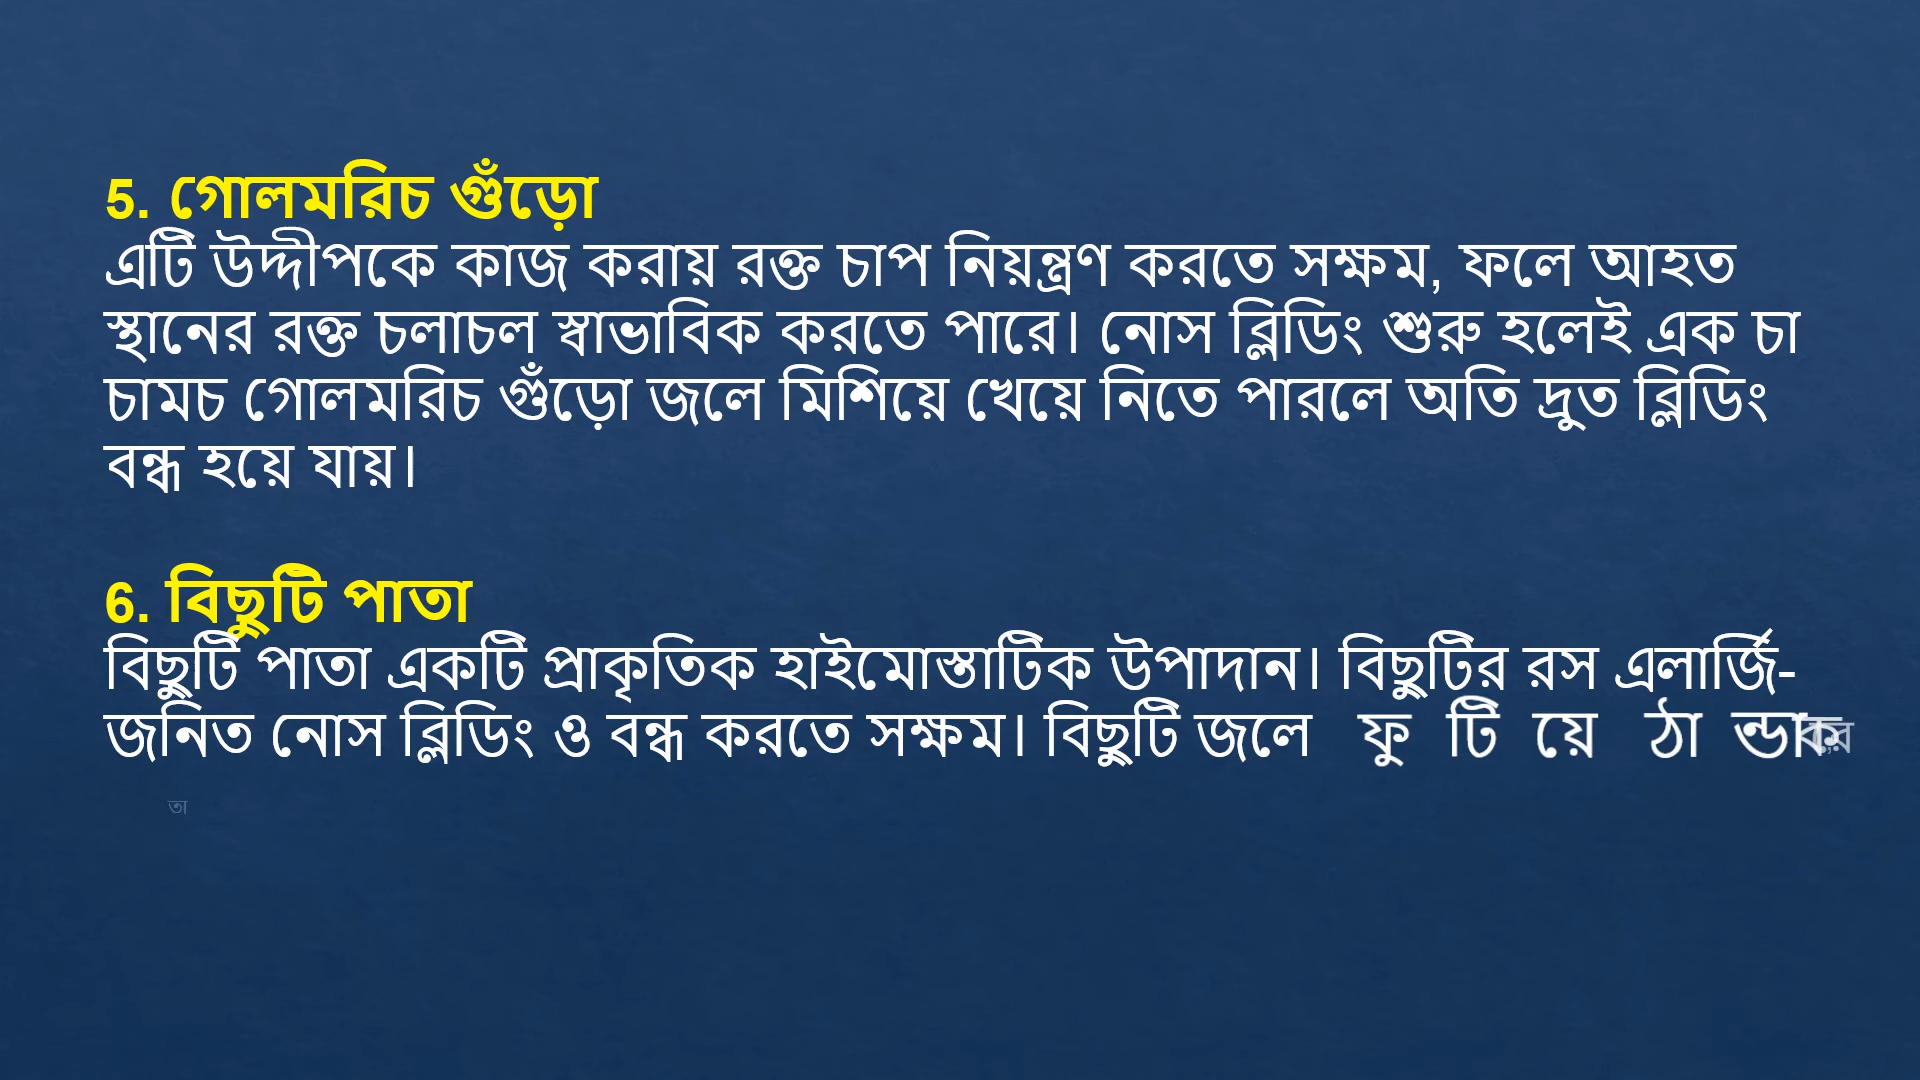 5. গোলমরিচ গুঁড়ো
এটি উদ্দীপকে কাজ করায় রক্ত চাপ নিয়ন্ত্রণ করতে সক্ষম, ফলে আহত
স্থানের রক্ত চলাচল স্বাভাবিক করতে পারে। নোস ব্লিডিং শুরু হলেই এক চা
চামচ গোলমরিচ গুঁড়ো জলে মিশিয়ে খেয়ে নিতে পারলে অতি দ্রুত ব্লিডিং
বন্ধ হয়ে যায়।
6. বিছুটি পাতা
বিছুটি পাতা একটি প্রাকৃতিক হাইমোস্তাটিক উপাদান। বিছুটির রস এলার্জি-
জনিত নোস ব্লিডিং ও বন্ধ করতে সক্ষম। বিছুটি জলে ফুটিয়ে ঠান্ডা
তা